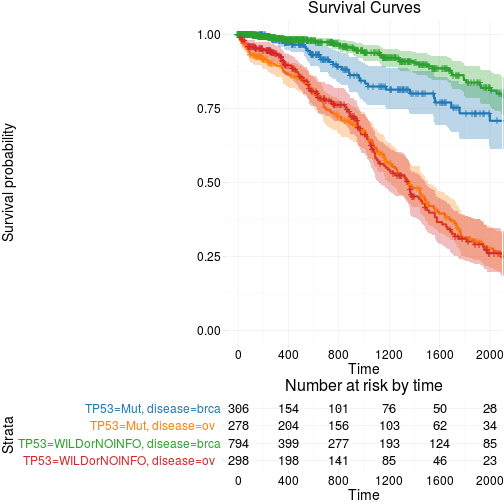 Survival Curves
Survival probability
1.00
0.75
0.50
0.25
0.00
0 400 800 1200 1600 2000
Time
Number at risk by time
Strata
TP53=Mut, disease=brca 306 154 101 76 50 28
TP53=Mut, disease=ov 278 204 156 103 62 34
TP53=WILDorNOINFO, disease=brca 794 399 277 193 124 85
TP53=WILDorNOINFO, disease=ov 298 198 141 85 46 23
0 400 800 1200 1600 2000
Time